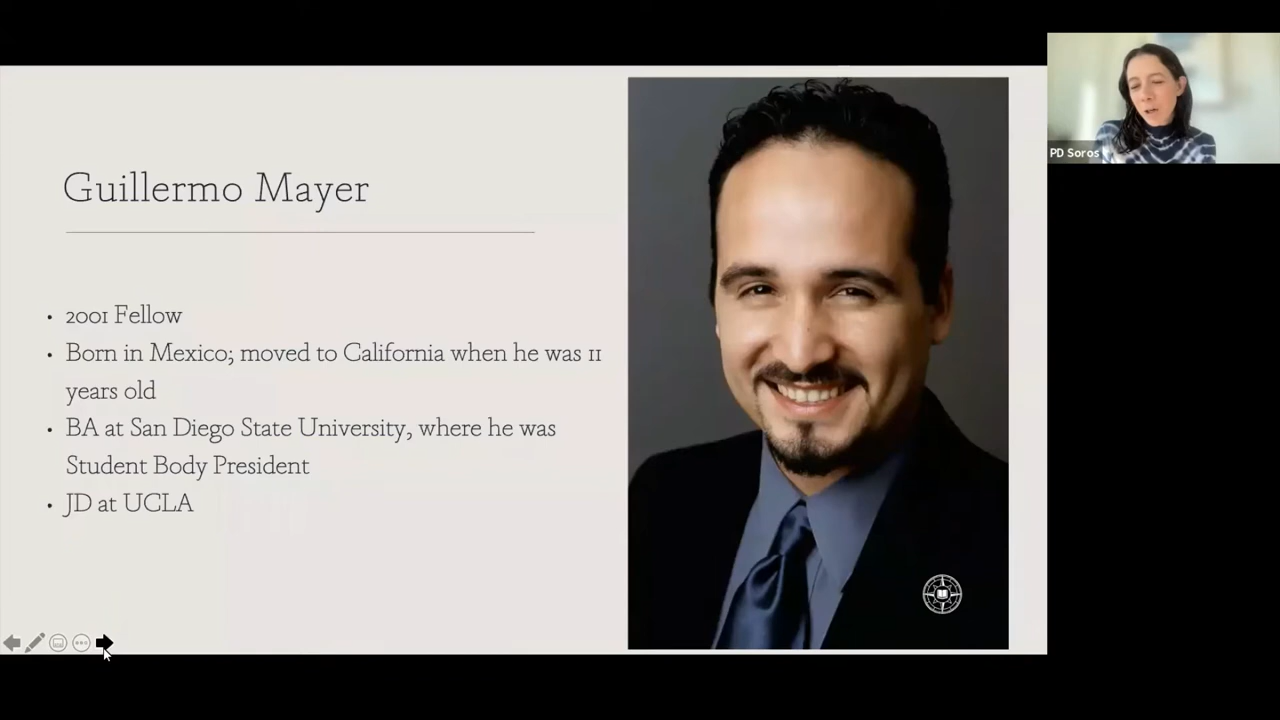 Guillermo Mayer
• 2001 Fellow
• Born in Mexico; moved to California when he was 11
years old
• BA at San Diego State University, where he was
Student Body President
• JD at UCLA
PD Soros